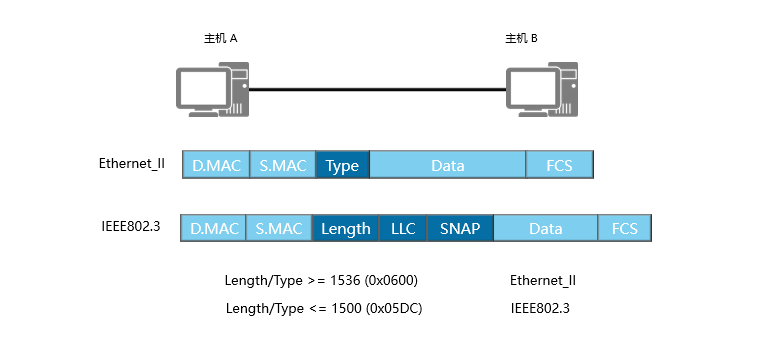 主机 A 主机 B
Ethernet_II D.MAC S.MAC Type Data FCS
IEEE802.3 D.MAC S.MAC Length LLC SNAP Data FCS
Length/Type >= 1536 (0x0600) Ethernet_II
Length/Type <= 1500 (0x05DC) IEEE802.3